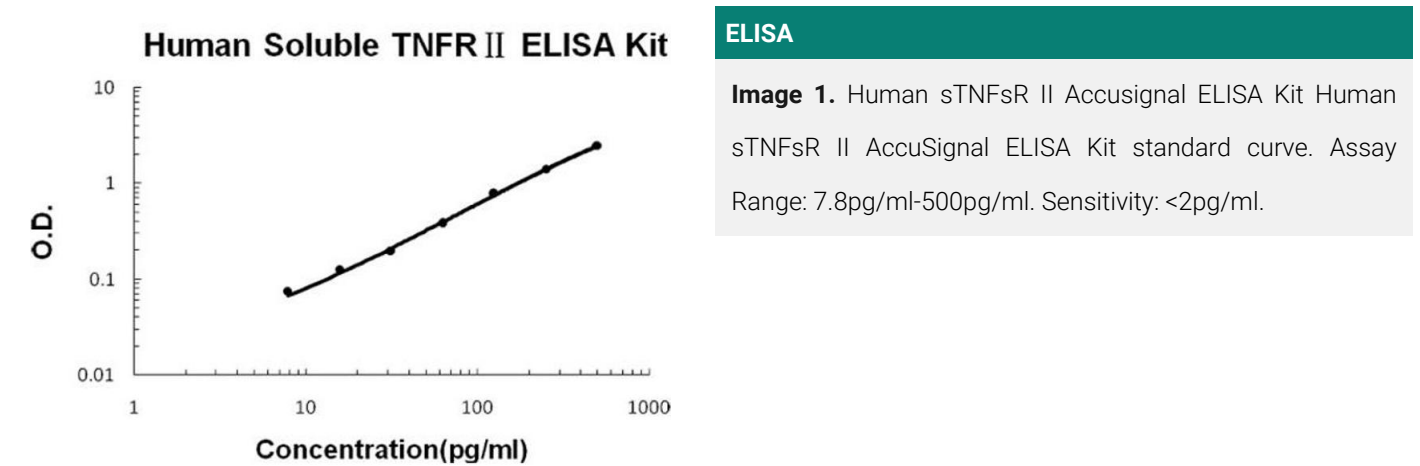 Human Soluble TNFR Ⅱ ELISA Kit
10
1
0.1
0.01
O.D.
1 10 100 1000
Concentration(pg/ml)
ELISA
Image 1. Human sTNFsR II Accusignal ELISA Kit Human
sTNFsR II AccuSignal ELISA Kit standard curve. Assay
Range: 7.8pg/ml-500pg/ml. Sensitivity: <2pg/ml.